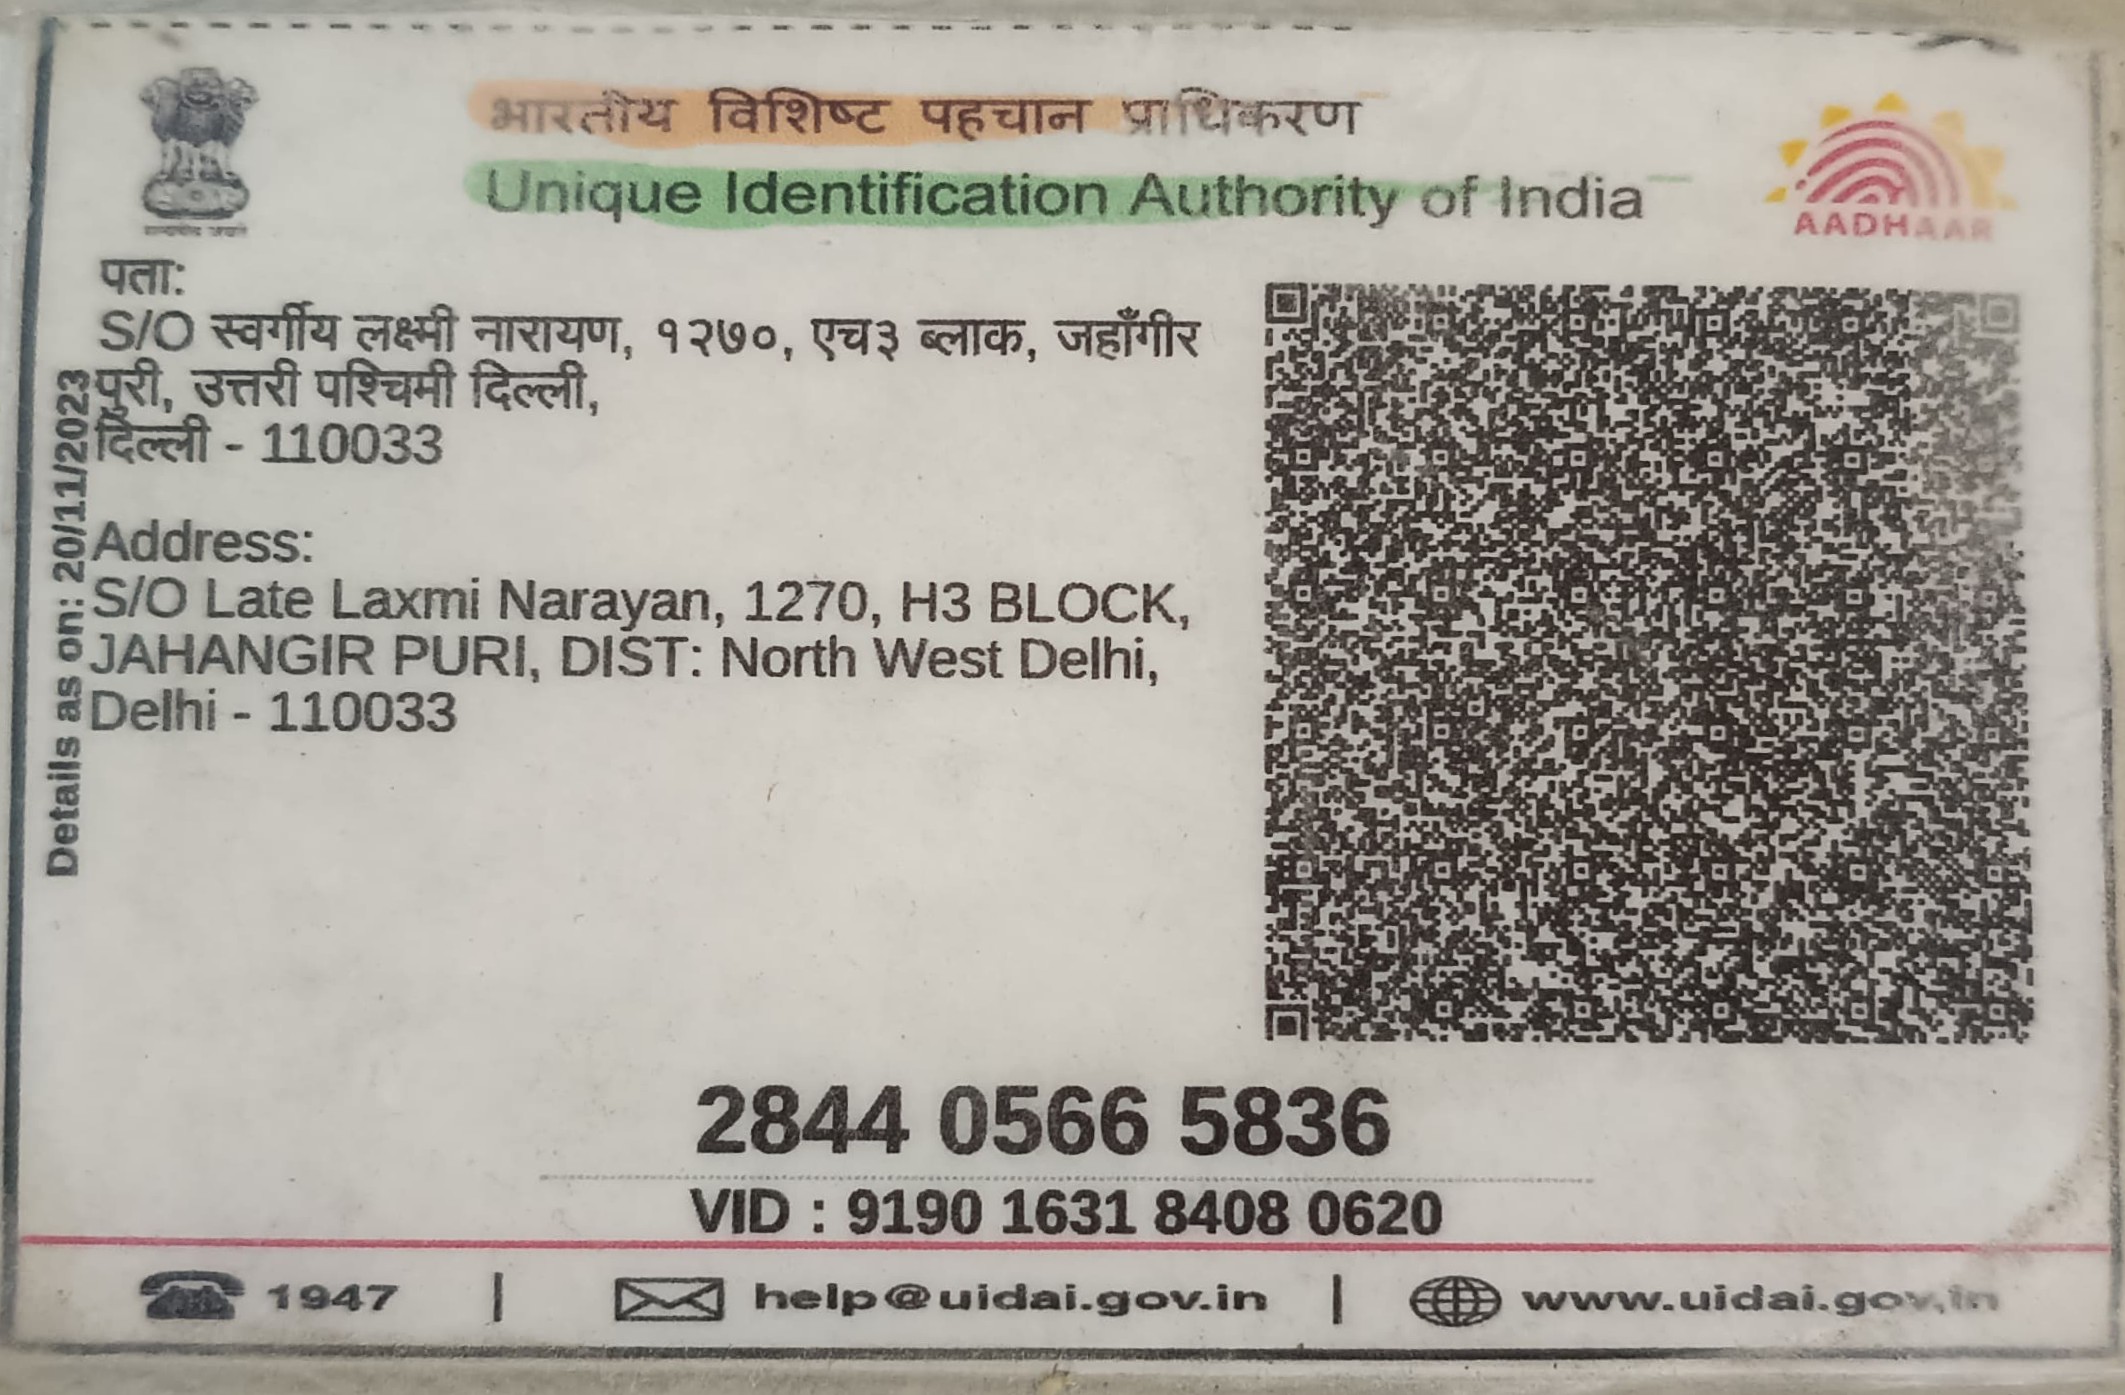 भारतीय विशिष्ट पहचान प्राधिकरण
Unique Identification Authority of India
AADHAAR
पता:
S/O स्वर्गीय लक्ष्मी नारायण, १२७०, एच३ ब्लाक, जहाँगीर
पुरी, उत्तरी पश्चिमी दिल्ली,
दिल्ली - 110033
Address:
S/O Late Laxmi Narayan, 1270, H3 BLOCK,
JAHANGIR PURI, DIST: North West Delhi,
Delhi - 110033
Details as on: 20/11/2023
2844 0566 5836
VID : 9190 1631 8408 0620
1947 | help@uidai.gov.in | www.uidai.gov.in